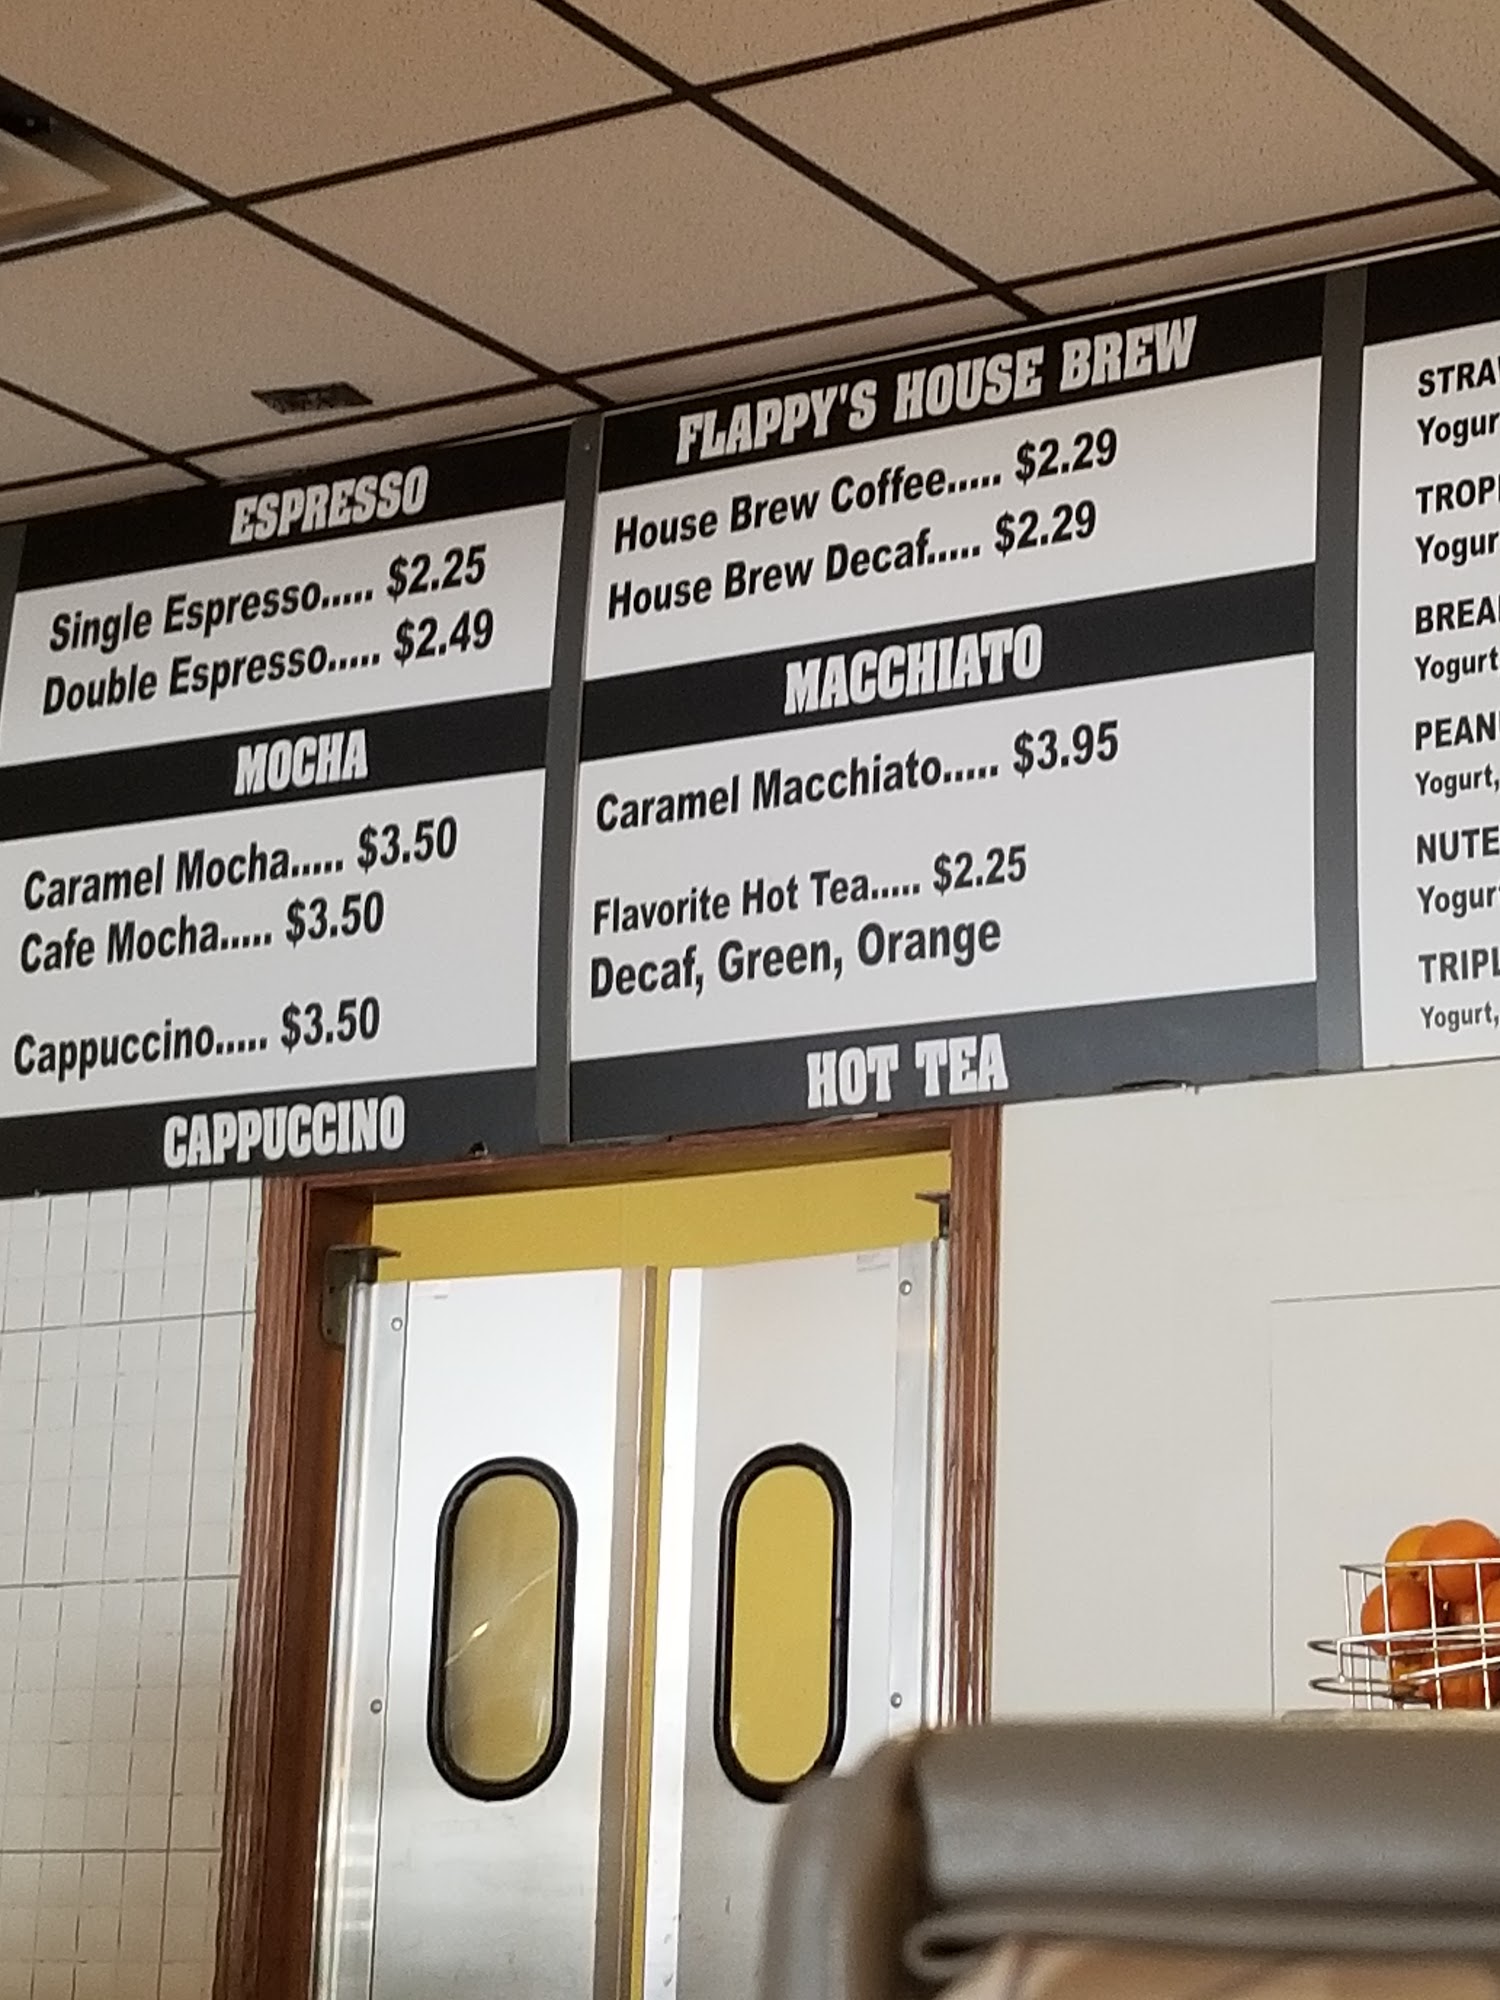 ESPRESSO
Single Espresso..... $2.25
Double Espresso..... $2.49
MOCHA
Caramel Mocha..... $3.50
Cafe Mocha..... $3.50
Cappuccino..... $3.50
CAPPUCCINO
FLAPPY'S HOUSE BREW
House Brew Coffee..... $2.29
House Brew Decaf..... $2.29
MACCHIATO
Caramel Macchiato..... $3.95
Flavorite Hot Tea..... $2.25
Decaf, Green, Orange
HOT TEA
Yogurt,
Yogurt,